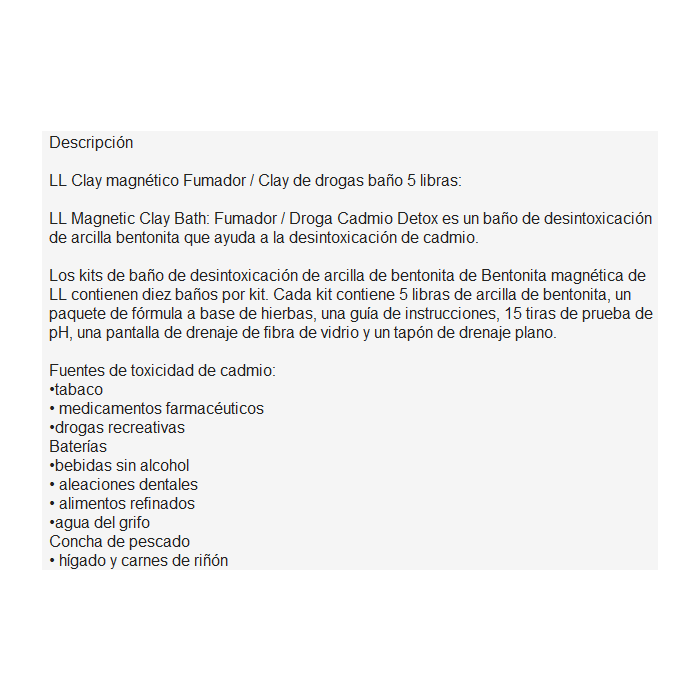 Descripción
LL Clay magnético Fumador / Clay de drogas baño 5 libras:
LL Magnetic Clay Bath: Fumador / Droga Cadmio Detox es un baño de desintoxicación
de arcilla bentonita que ayuda a la desintoxicación de cadmio.
Los kits de baño de desintoxicación de arcilla de bentonita de Bentonita magnética de
LL contienen diez baños por kit. Cada kit contiene 5 libras de arcilla de bentonita, un
paquete de fórmula a base de hierbas, una guía de instrucciones, 15 tiras de prueba de
pH, una pantalla de drenaje de fibra de vidrio y un tapón de drenaje plano.
Fuentes de toxicidad de cadmio:
•tabaco
• medicamentos farmacéuticos
•drogas recreativas
Baterías
•bebidas sin alcohol
• aleaciones dentales
• alimentos refinados
•agua del grifo
Concha de pescado
• hígado y carnes de riñón